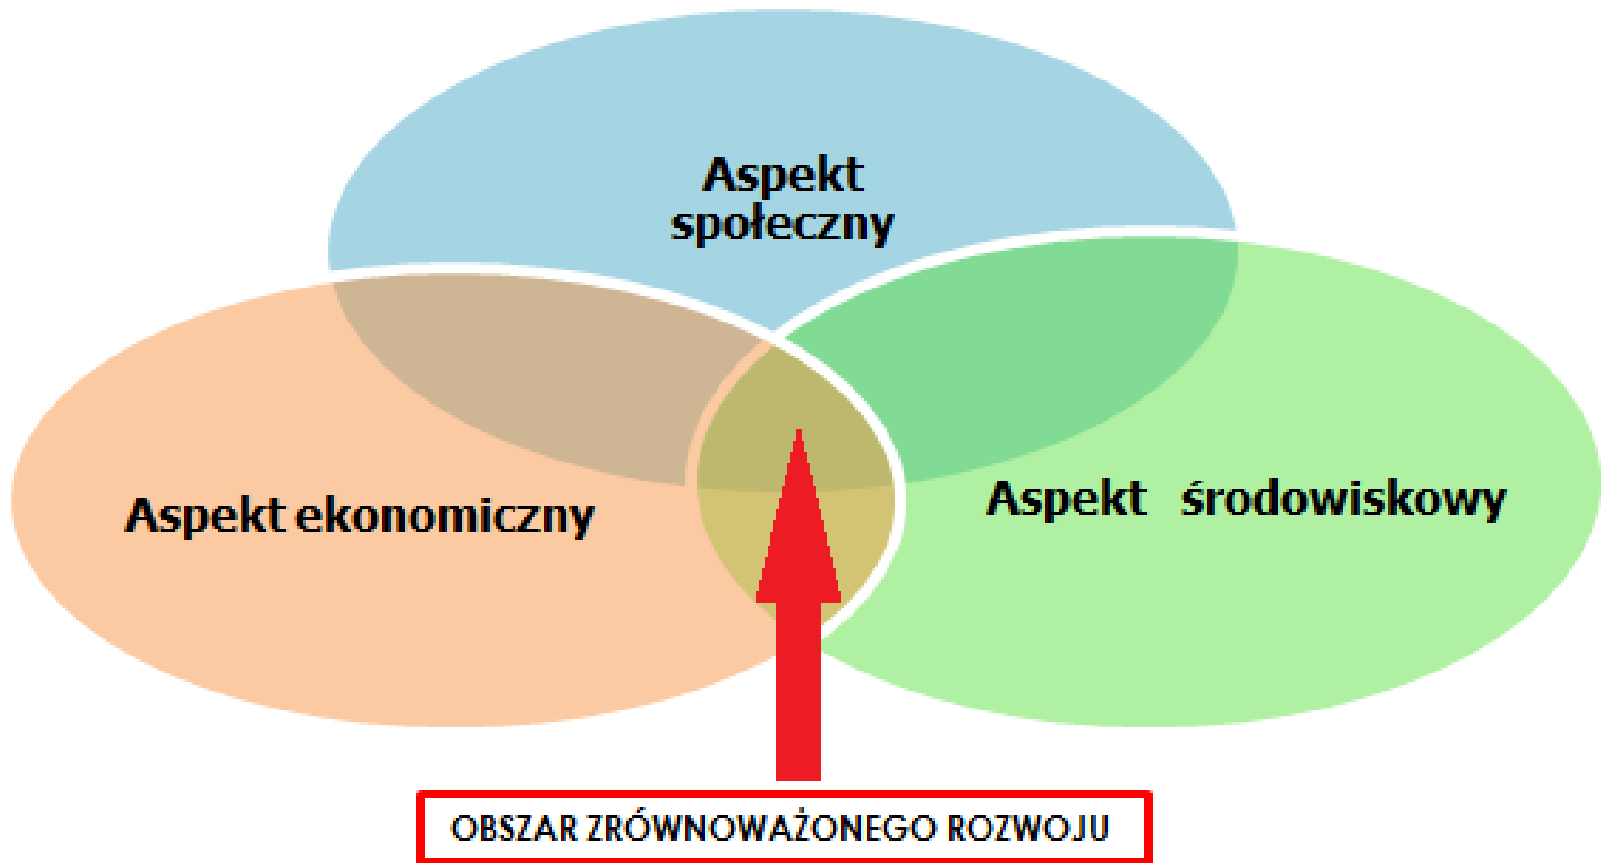 Aspekt
społeczny
Aspekt ekonomiczny
Aspekt środowiskowy
OBSZAR ZRÓWNOWAŻONEGO ROZWOJU